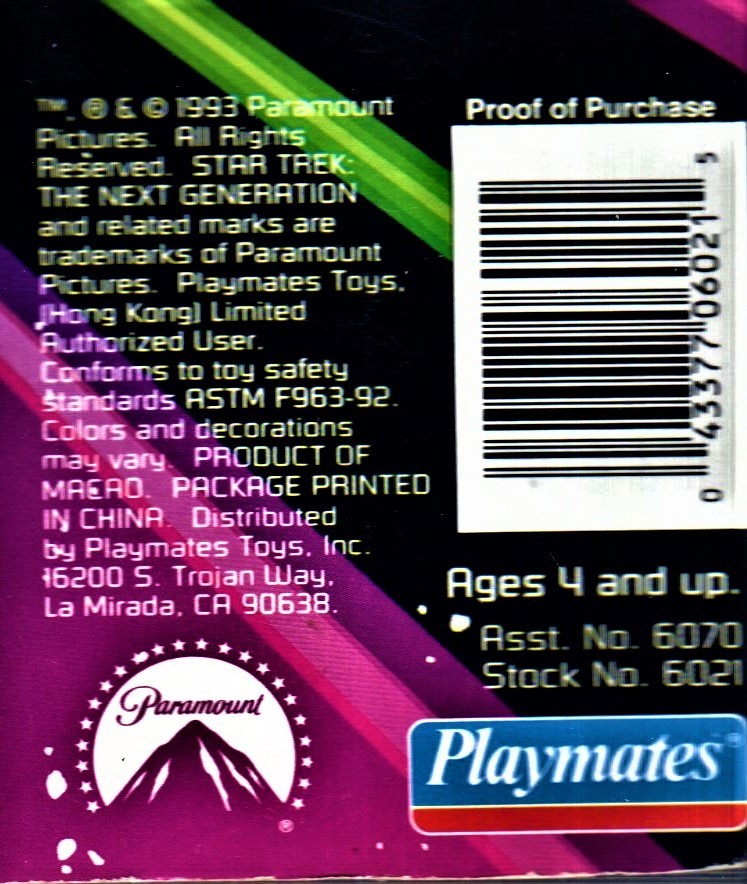 ™, ® & © 1993 Paramount
Pictures. All Rights
Reserved. STAR TREK:
THE NEXT GENERATION
and related marks are
trademarks of Paramount
Pictures. Playmates Toys,
(Hong Kong) Limited
Authorized User.
Conforms to toy safety
standards ASTM F963-92.
Colors and decorations
may vary. PRODUCT OF
MACAO. PACKAGE PRINTED
IN CHINA. Distributed
by Playmates Toys, Inc.
16200 S. Trojan Way,
La Mirada, CA 90638.
Paramount
®
Proof of Purchase
0 43377 06021 5
Ages 4 and up.
Asst. No. 6070
Stock No. 6021
Playmates®